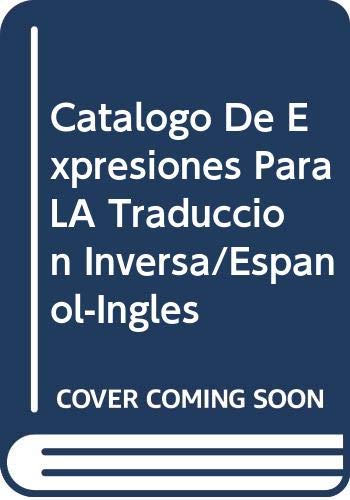 Catalogo De E
xpresiones Para
LA Traduccio
n Inversa/Espan
ol-Ingles
COVER COMING SOON